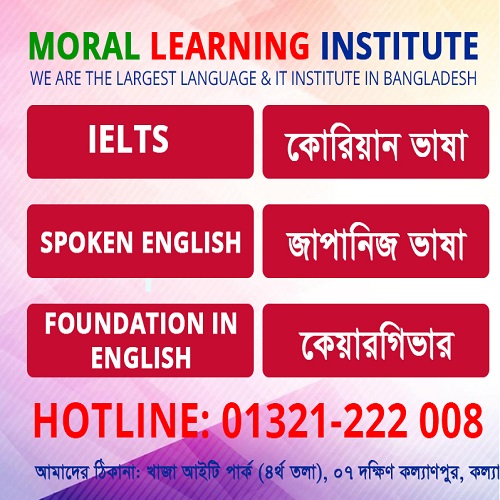 MORAL LEARNING INSTITUTE
WE ARE THE LARGEST LANGUAGE & IT INSTITUTE IN BANGLADESH
IELTS
কোরিয়ান ভাষা
SPOKEN ENGLISH
জাপানিজ ভাষা
FOUNDATION IN
ENGLISH
কেয়ারগিভার
HOTLINE: 01321-222 008
আমাদের ঠিকানা: খাজা আইটি পার্ক (৪র্থ তলা), ০৭ দক্ষিণ কল্যাণপুর, কল্যা